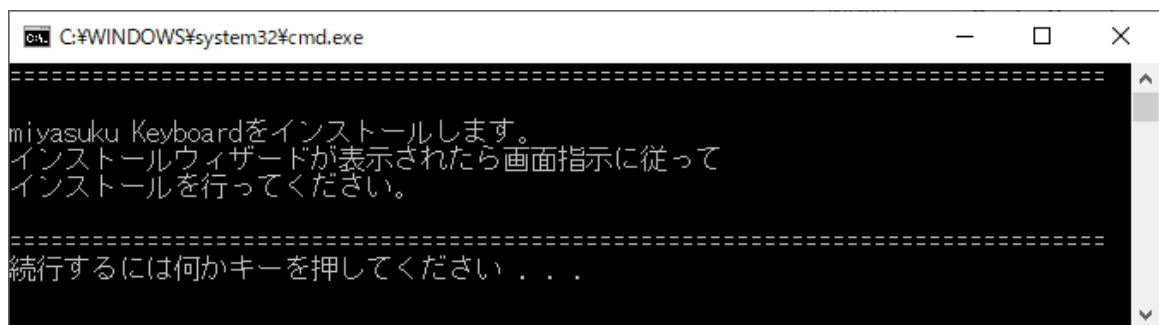 C:¥WINDOWS¥system32¥cmd.exe
================================================================================
miyasuku Keyboardをインストールします。
インストールウィザードが表示されたら画面指示に従って
インストールを行ってください。
================================================================================
続行するには何かキーを押してください . . .